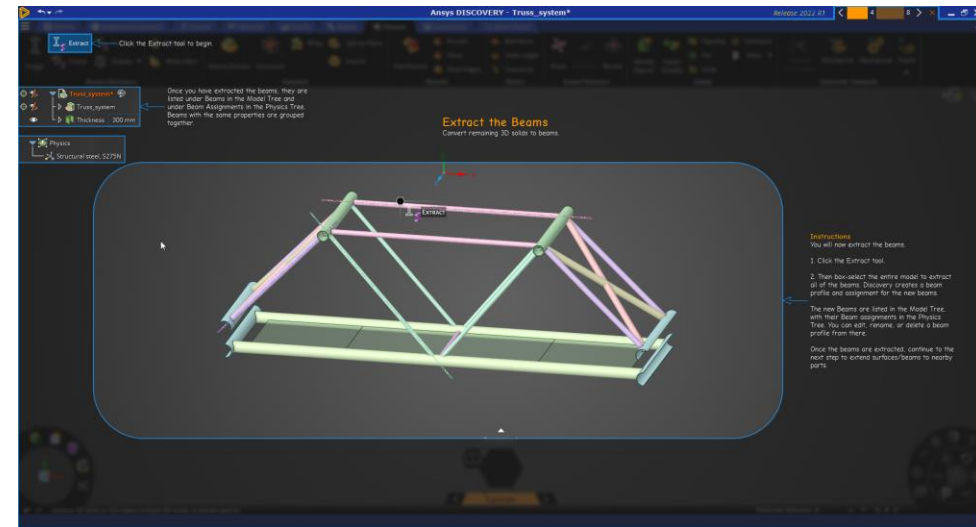 Ansys DISCOVERY - Truss_system*
Release 2022 R1
4
8
Extract
Click the Extract tool to begin.
Truss_system*
Truss_system
Thickness 300 mm
Once you have extracted the beams, they are
listed under Beams in the Model Tree and
under Beam Assignments in the Physics Tree.
Beams with the same properties are grouped
together.
Physics
Structural steel, S275N
Extract the Beams
Convert remaining 3D solids to beams.
EXTRACT
Instructions
You will now extract the beams.
1. Click the Extract tool.
2. Then box-select the entire model to extract
all of the beams. Discovery creates a beam
profile and assignment for the new beams.
The new Beams are listed in the Model Tree,
with their Beam assignments in the Physics
Tree. You can edit, rename, or delete a beam
profile from there.
Once the beams are extracted, continue to the
next step to extend surfaces/beams to nearby
parts.